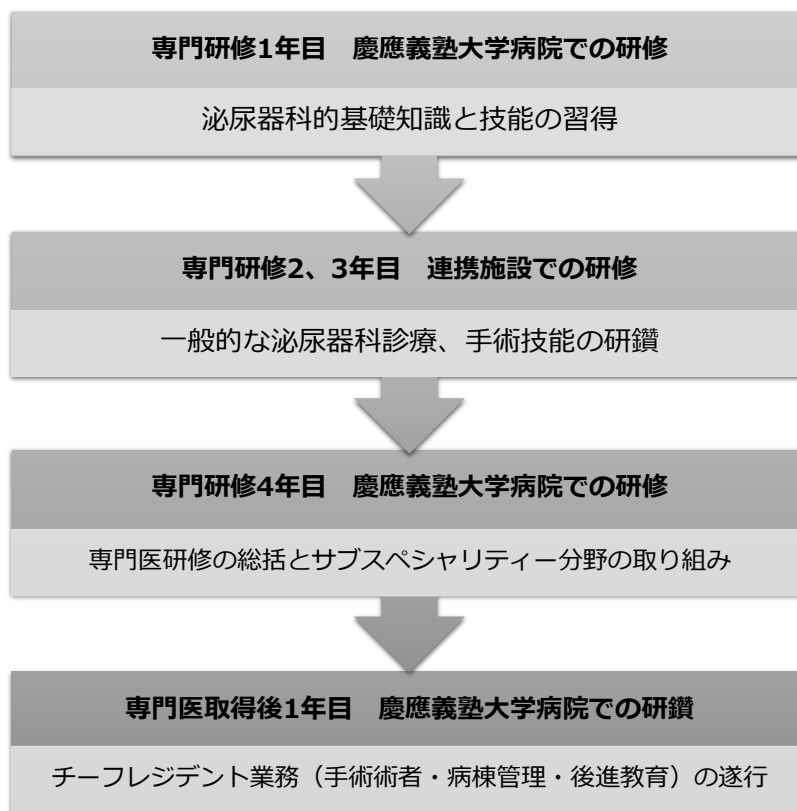 専門研修1年目　慶應義塾大学病院での研修
泌尿器科的基礎知識と技能の習得
専門研修2、3年目　連携施設での研修
一般的な泌尿器科診療、手術技能の研鑽
専門研修4年目　慶應義塾大学病院での研修
専門医研修の総括とサブスペシャリティー分野の取り組み
専門医取得後1年目　慶應義塾大学病院での研鑽
チーフレジデント業務（手術術者・病棟管理・後進教育）の遂行